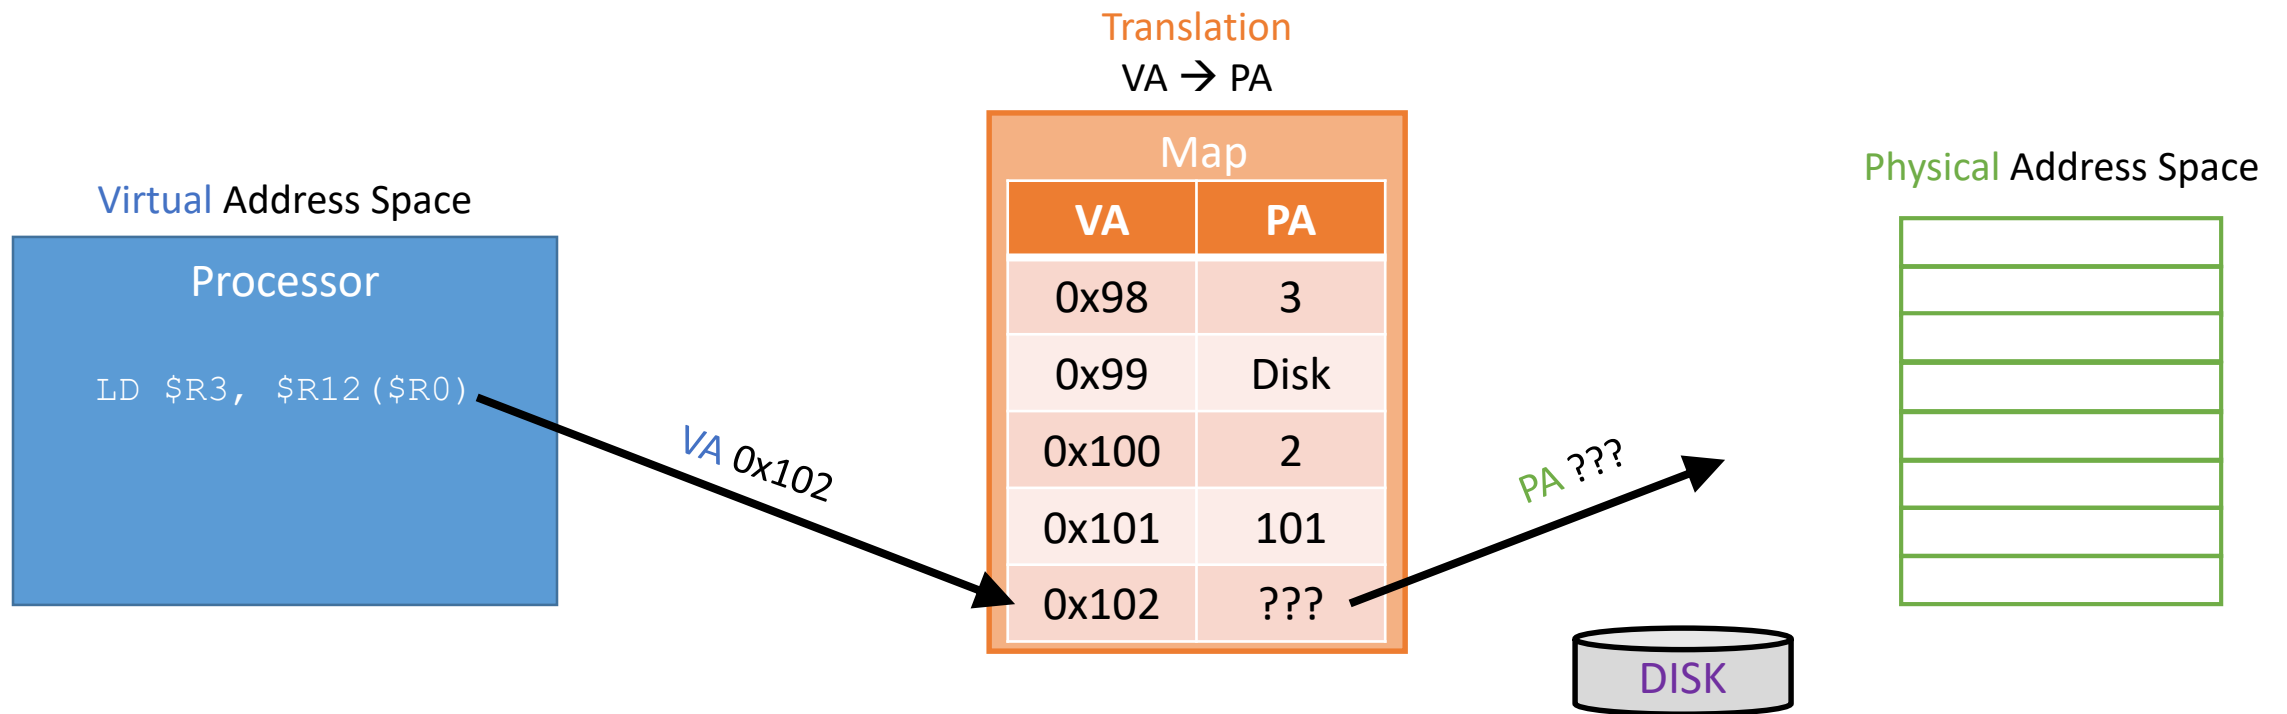 Translation
VA → PA
Virtual Address Space
Processor
LD $R3, $R12($R0)
VA 0x102
Map
VA PA
0x98 3
0x99 Disk
0x100 2
0x101 101
0x102 ???
PA ???
Physical Address Space
DISK